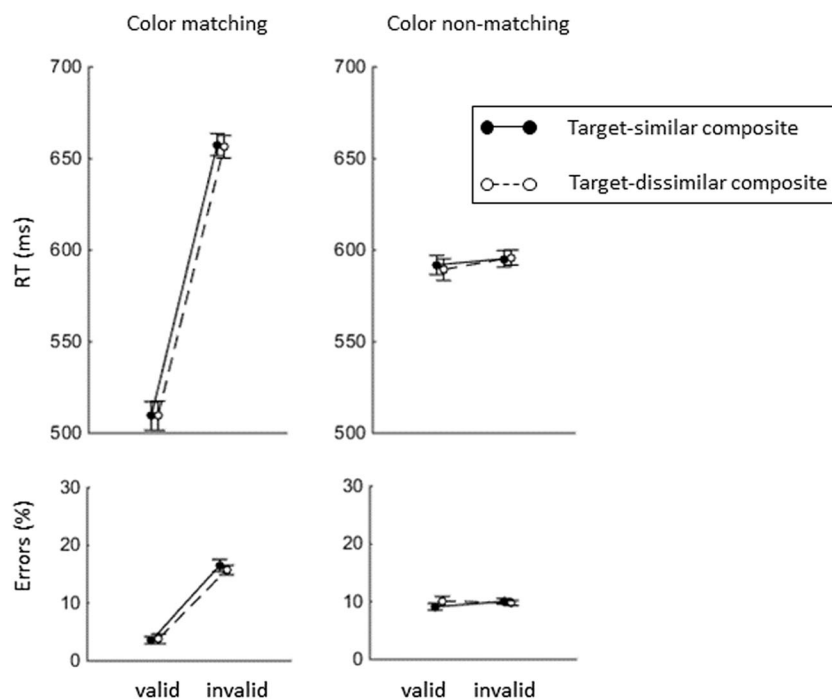 Color matching
Color non-matching
700
650
600
550
500
RT (ms)
700
650
600
550
500
Target-similar composite
Target-dissimilar composite
30
20
10
0
Errors (%)
valid invalid
30
20
10
0
valid invalid